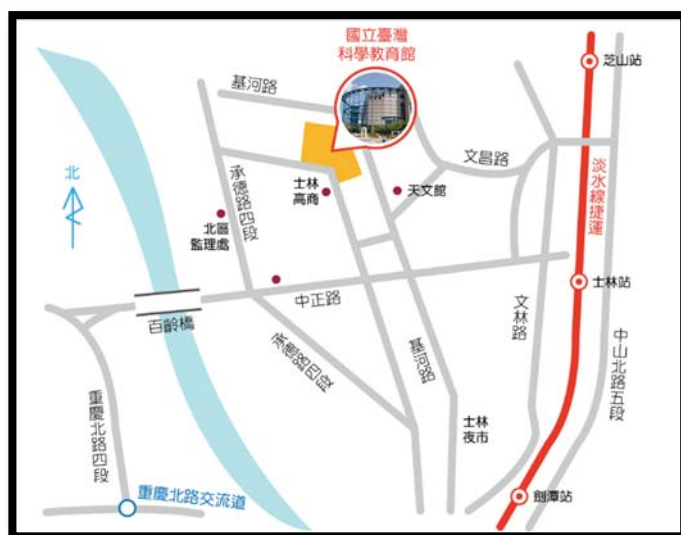 國立臺灣
科學教育館
芝山站
基河路
文昌路
北
淡水線捷運
承德路四段
士林
高商
天文館
北區
監理處
士林站
中正路
百齡橋
文林路
承德路四段
基河路
中山北路五段
重慶北路四段
士林
夜市
重慶北路交流道
劍潭站